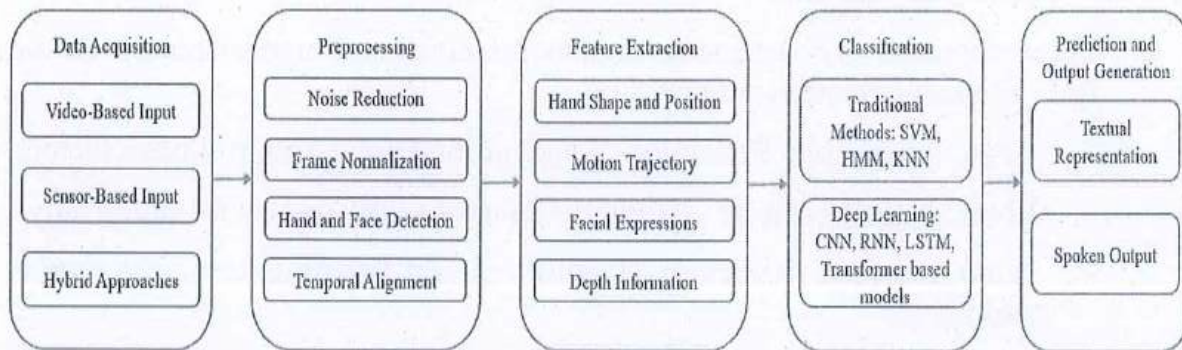 Data Acquisition
Video-Based Input
Sensor-Based Input
Hybrid Approaches
Preprocessing
Noise Reduction
Frame Nonnalization
Hand and Face Detection
Temporal Alignment
Feature Extraction
Hand Shape and Position
Motion Trajectory
Facial Expressions
Depth Information
Classification
Traditional
Methods: SVM,
HMM, KNN
Deep Learning:
CNN, RNN, LSTM,
Transformer based
models
Prediction and
Output Generation
Textual
Representation
Spoken Output